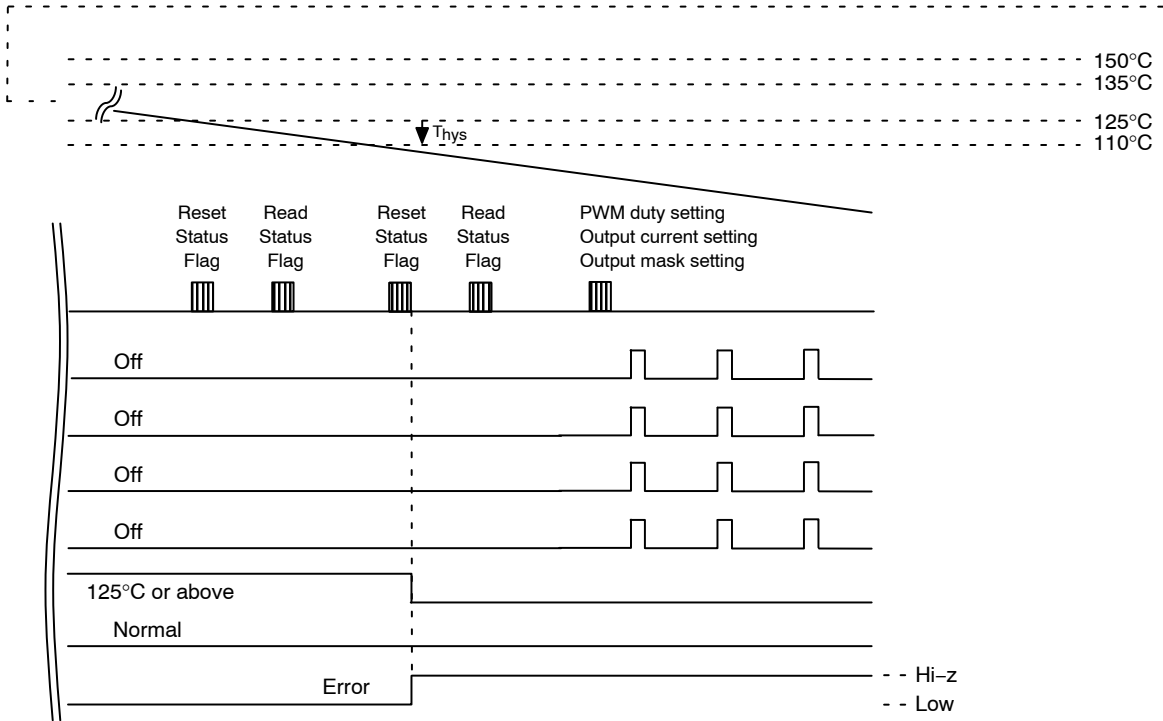 150°C
135°C
125°C
Thys
110°C
Reset
Status
Flag
Read
Status
Flag
Reset
Status
Flag
Read
Status
Flag
PWM duty setting
Output current setting
Output mask setting
Off
Off
Off
Off
125°C or above
Normal
Error
Hi−z
Low